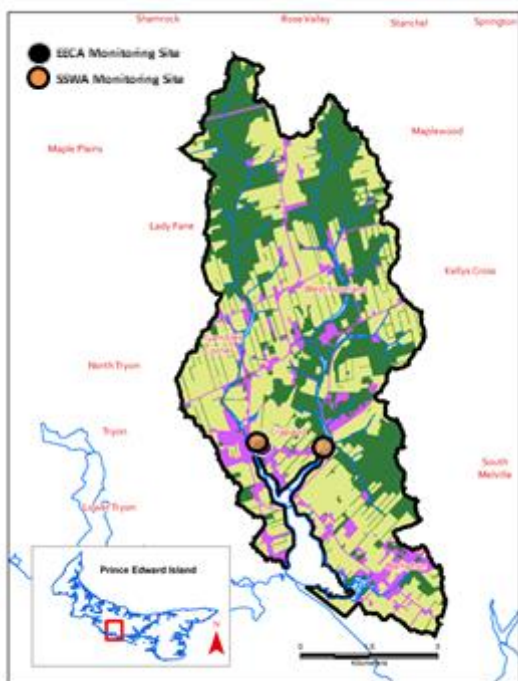 Shamrock
Rose Valley
Stanchel
Springton
EECA Monitoring Site
SSWA Monitoring Site
Maplewood
Maple Plains
Lady Fane
Kellys Cross
North Tryon
Tryon
South
Melville
Lower Tryon
Prince Edward Island
N
Kilometers